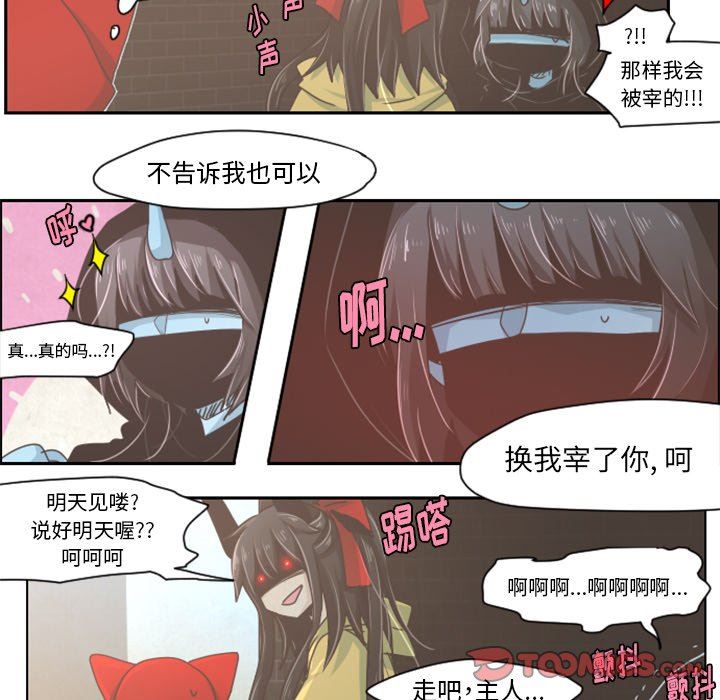 小声
?!!
那样我会
被宰的!!!
不告诉我也可以
呼
真...真的吗...?!
啊...
换我宰了你, 呵
明天见喽?
说好明天喔??
呵呵呵
踢嗒
啊啊啊...啊啊啊啊...
颤抖
颤抖
走吧, 主人...